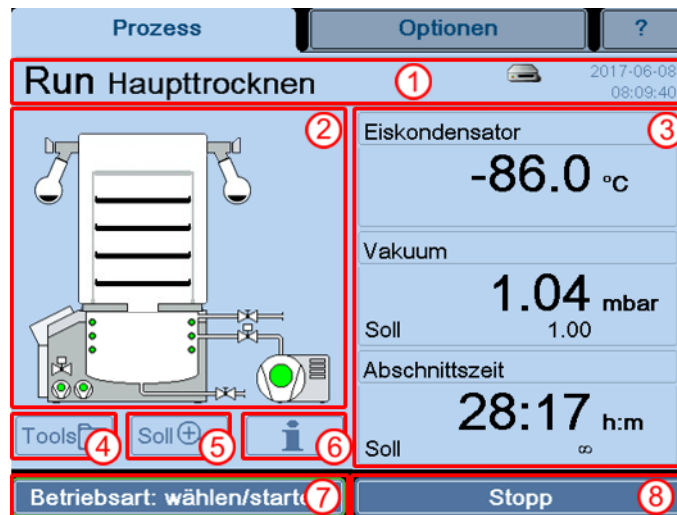 Prozess
Optionen
?
Run Haupttrocknen
1
2017-06-08
08:09:40
2
Eiskondensator
3
-86.0 °C
Vakuum
1.04 mbar
Soll 1.00
Abschnittszeit
28:17 h:m
Soll ∞
Tools 4
Soll 5
i 6
Betriebsart: wählen/starte 7
Stopp 8